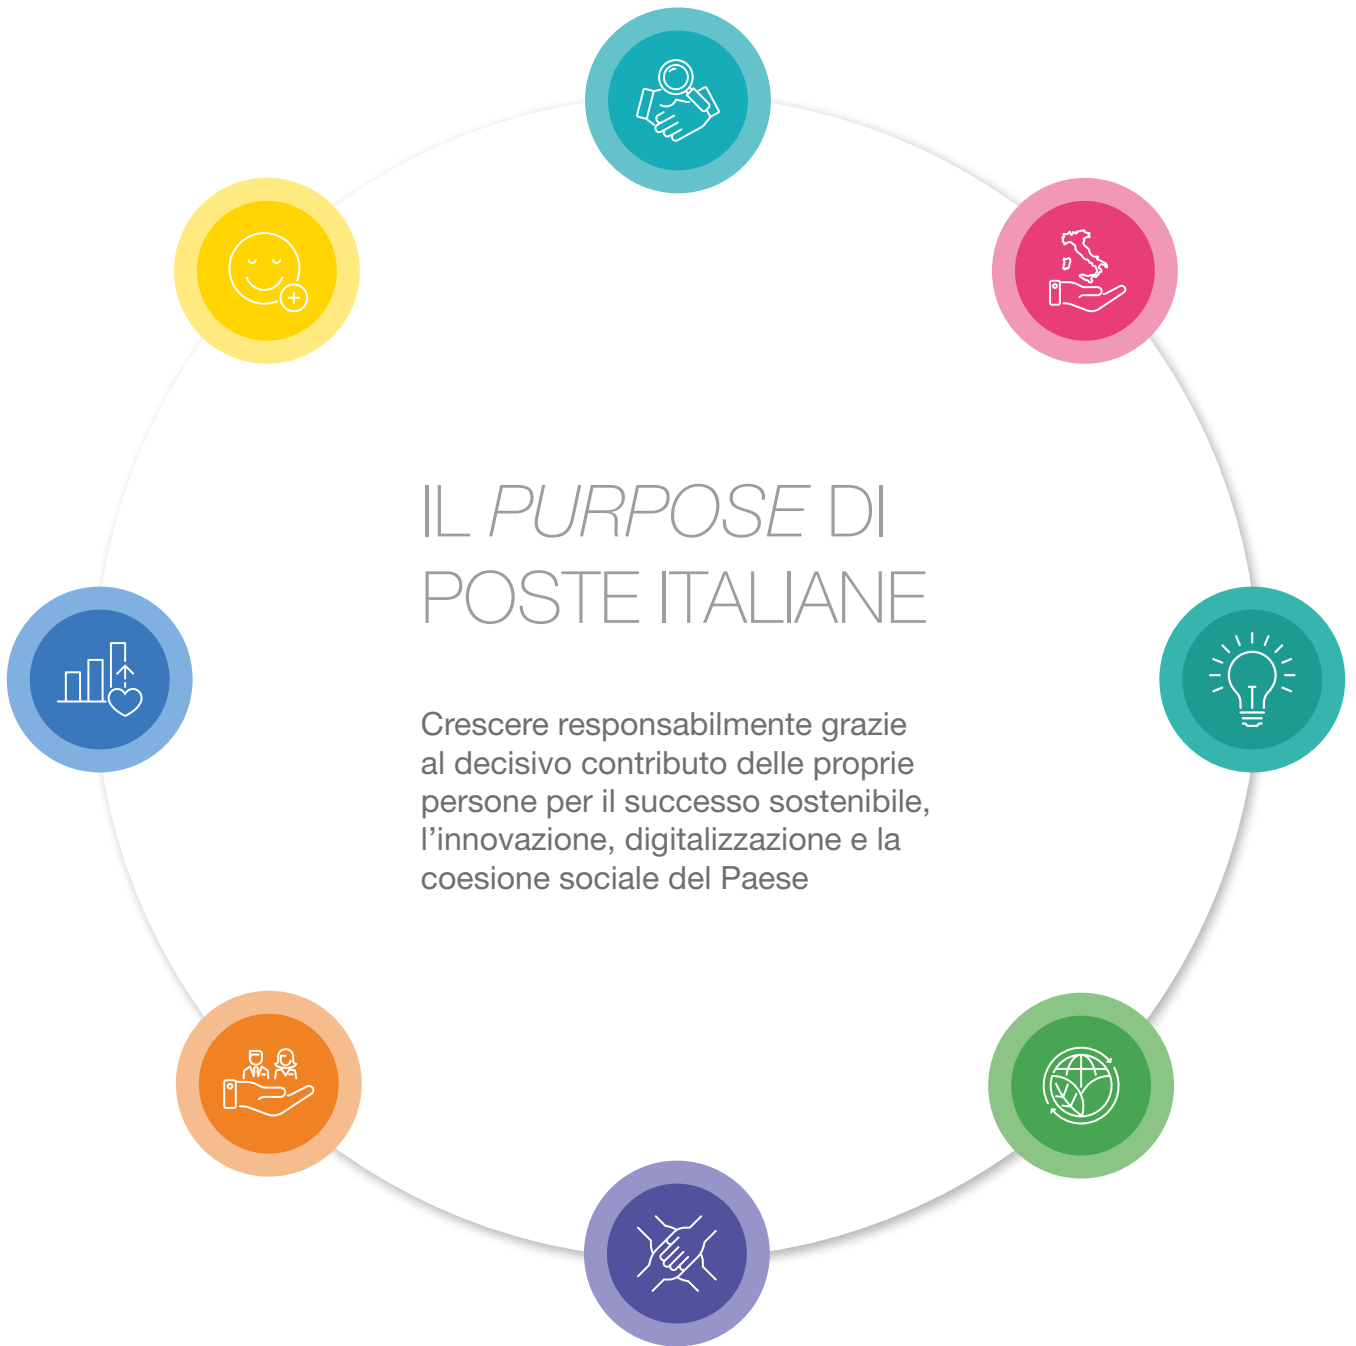 IL PURPOSE DI
POSTE ITALIANE
Crescere responsabilmente grazie
al decisivo contributo delle proprie
persone per il successo sostenibile,
l’innovazione, digitalizzazione e la
coesione sociale del Paese